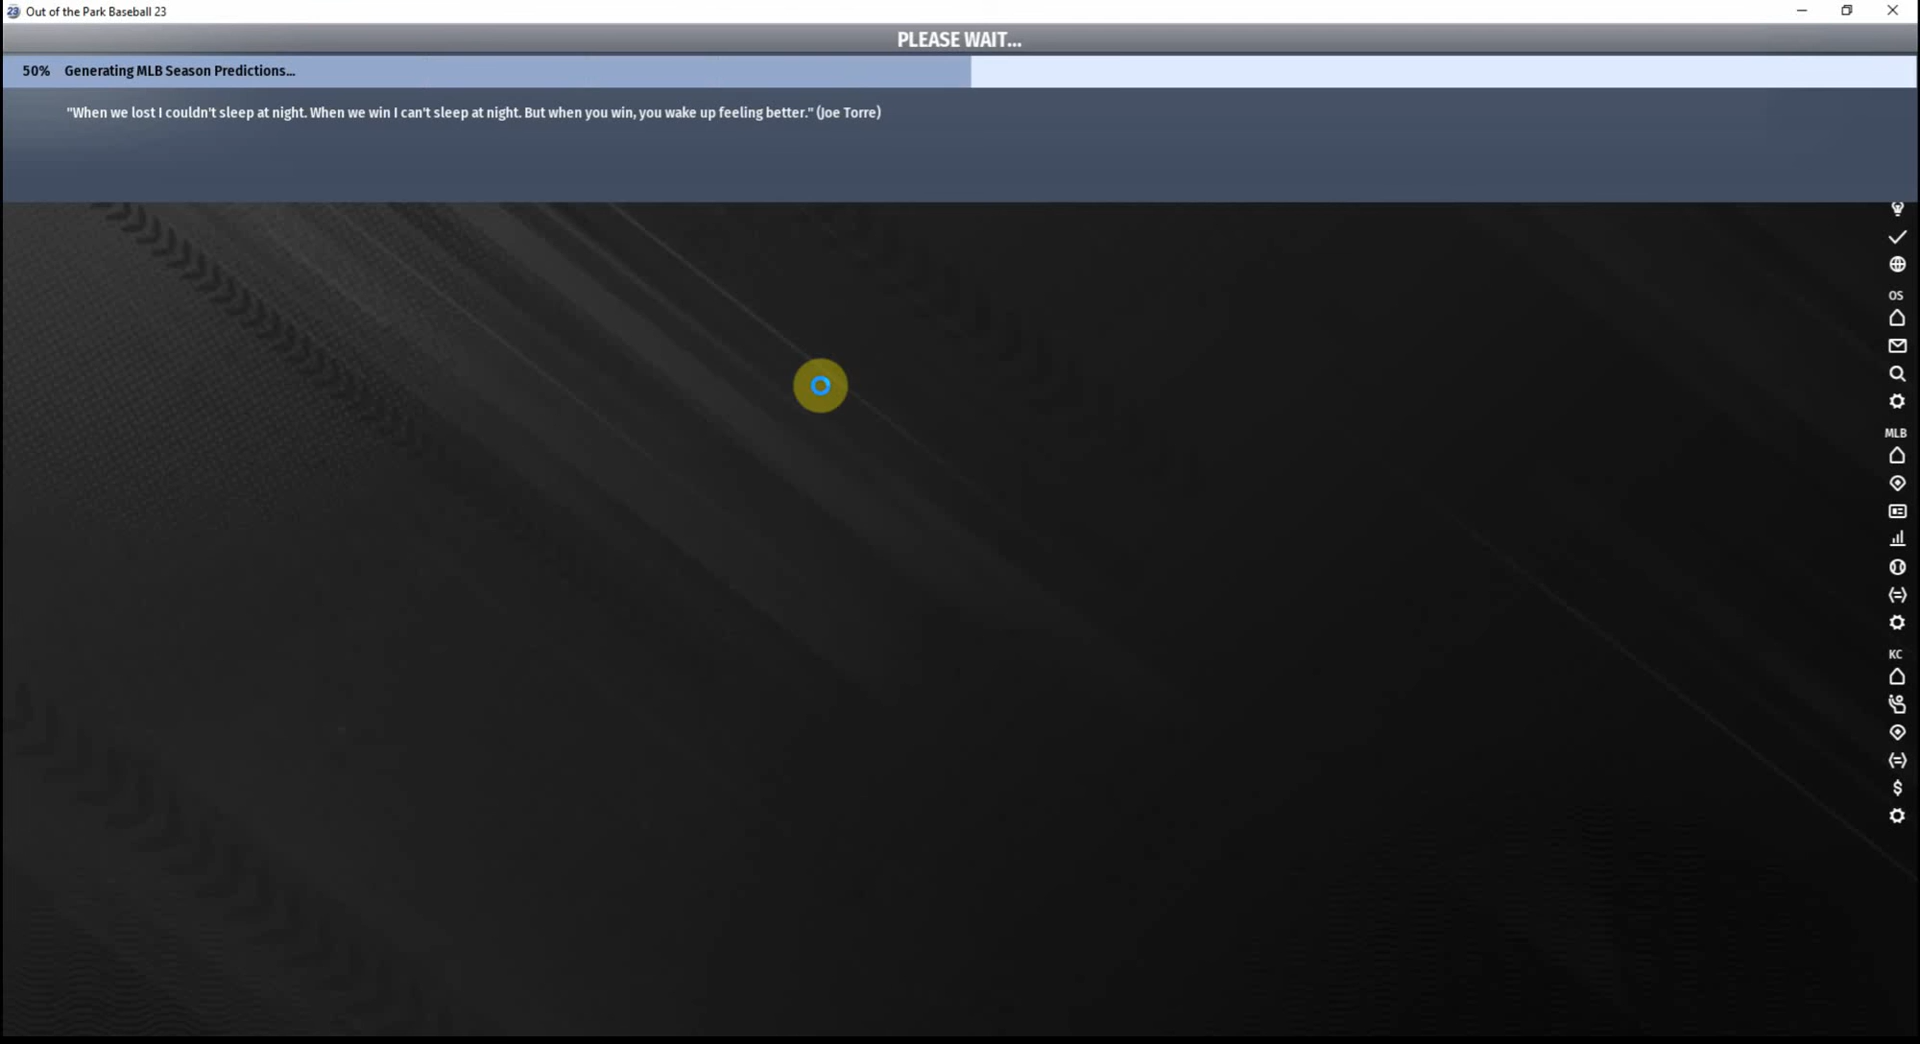 23 Out of the Park Baseball 23
PLEASE WAIT...
50% Generating MLB Season Predictions...
"When we lost I couldn't sleep at night. When we win I can't sleep at night. But when you win, you wake up feeling better." (Joe Torre)
OS
MLB
KC
$